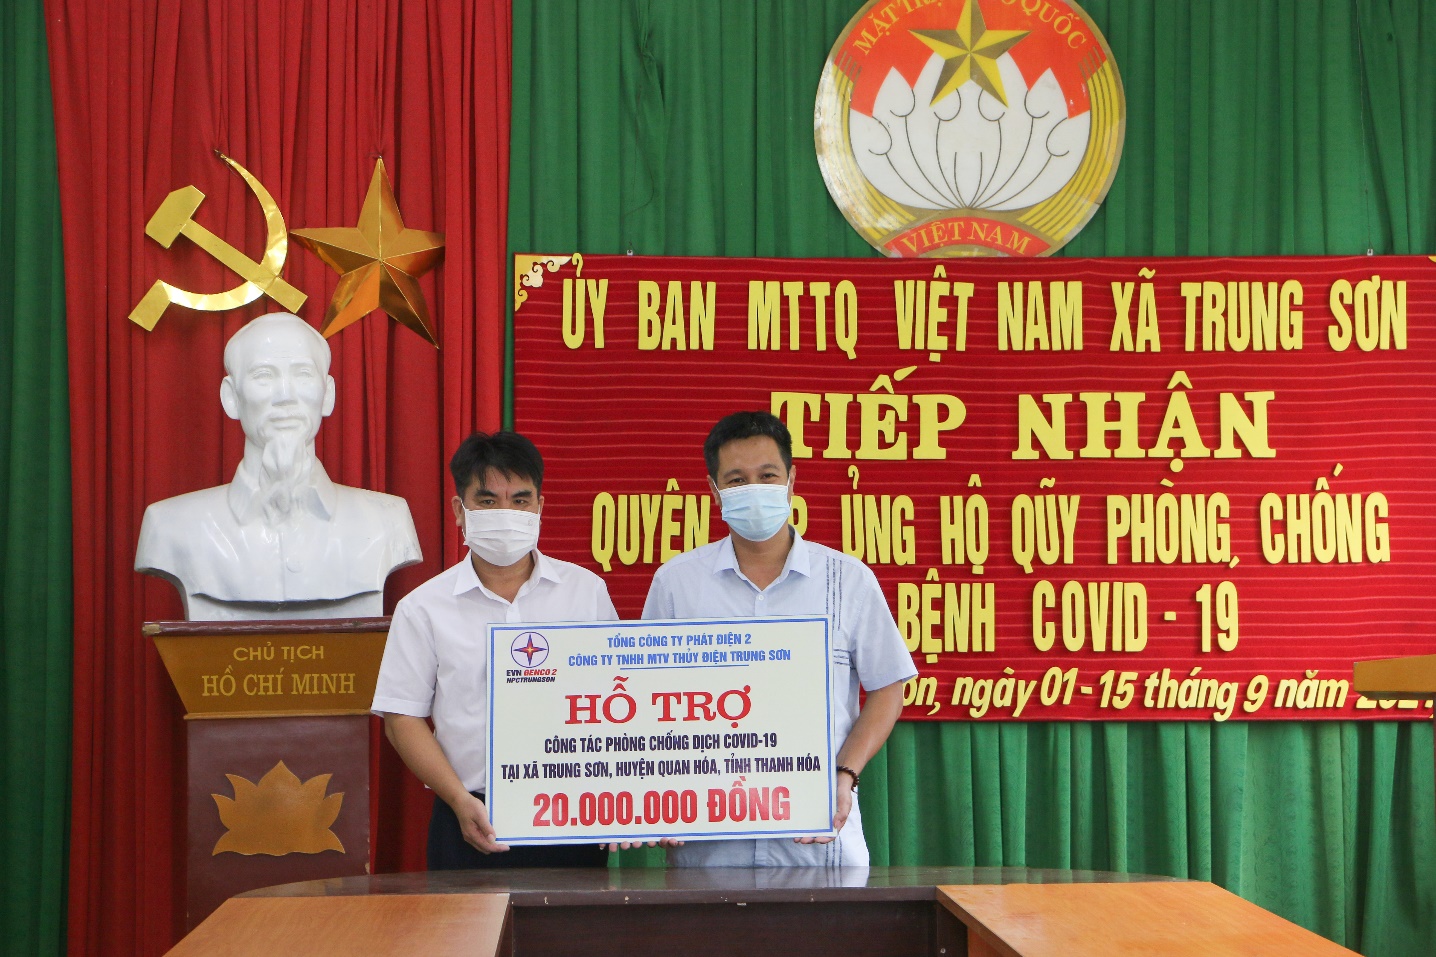 MẶT TRẬN TỔ QUỐC
VIỆT NAM
ỦY BAN MTTQ VIỆT NAM XÃ TRUNG SƠN
TIẾP NHẬN
QUYÊN ỦNG HỘ QŨY PHÒNG, CHỐNG
BỆNH COVID - 19
ngày 01 - 15 tháng 9 năm
CHỦ TỊCH
HỒ CHÍ MINH
EVN GENCO 2
NPCTRUNGSON
TỔNG CÔNG TY PHÁT ĐIỆN 2
CÔNG TY TNHH MTV THỦY ĐIỆN TRUNG SƠN
HỖ TRỢ
CÔNG TÁC PHÒNG CHỐNG DỊCH COVID-19
TẠI XÃ TRUNG SƠN, HUYỆN QUAN HÓA, TỈNH THANH HÓA
20.000.000 ĐỒNG